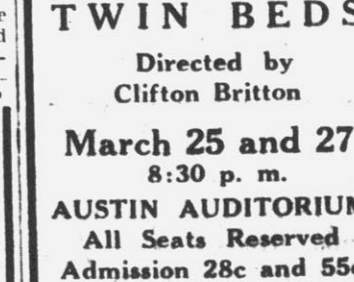 TWIN BEDS
Directed by
Clifton Britton
March 25 and 27
8:30 p. m.
AUSTIN AUDITORIUM
All Seats Reserved
Admission 28c and 55c